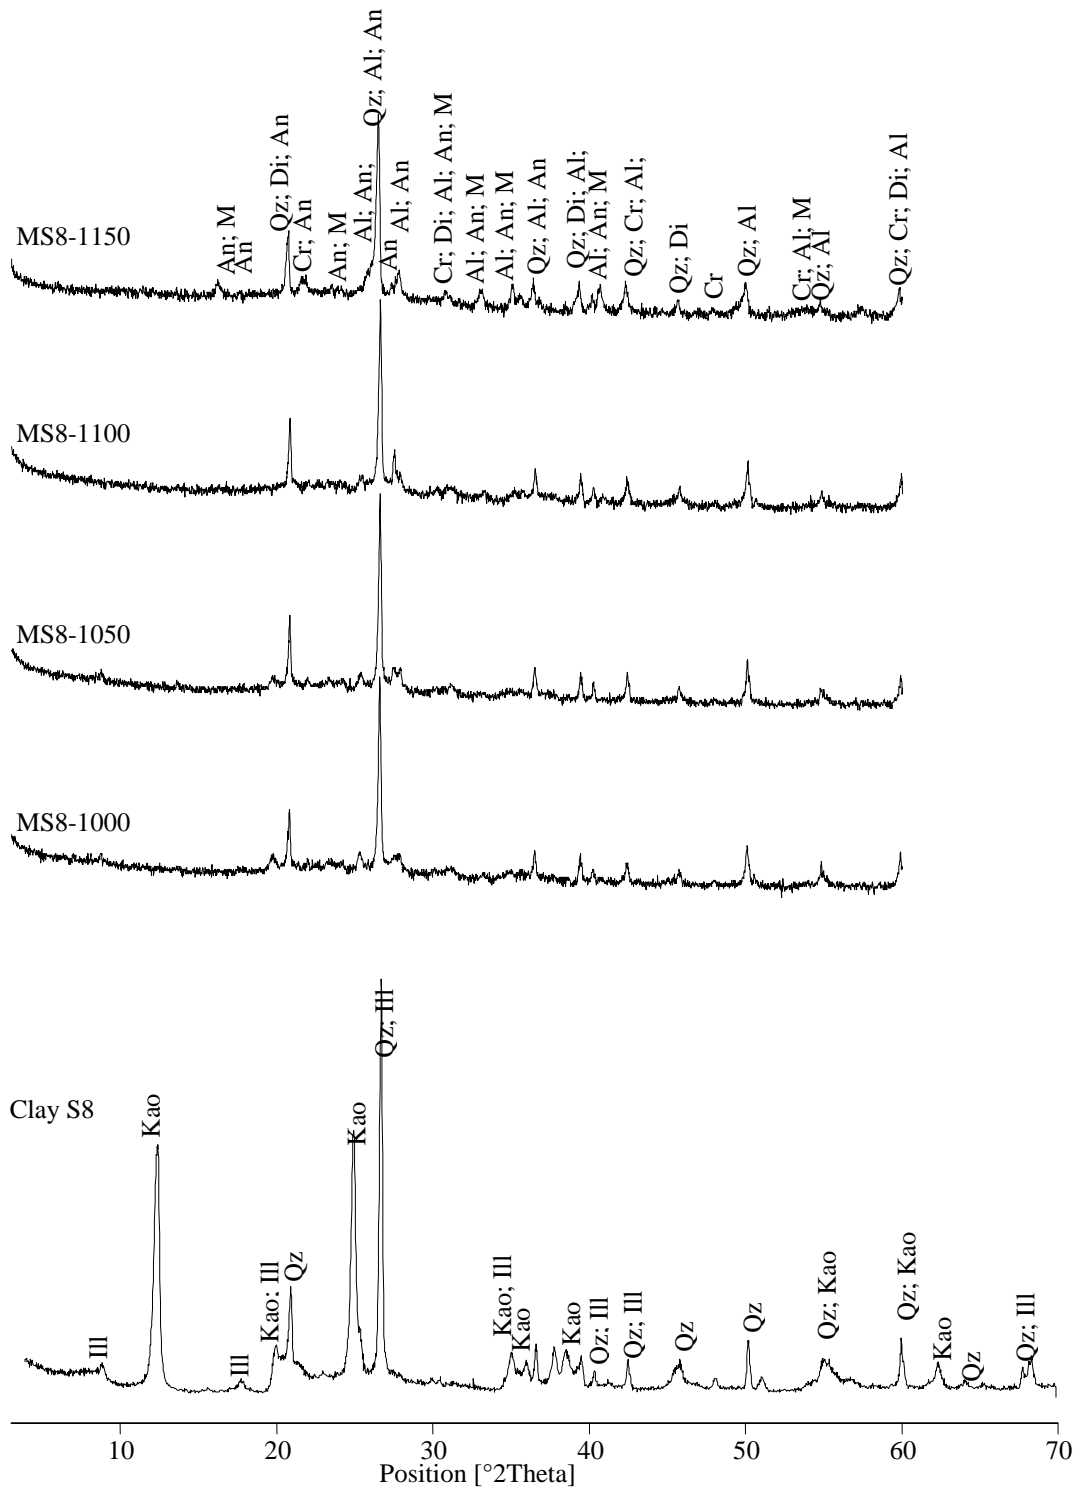 MS8-1150
An; M
An
Qz; Di; An
Cr; An
An; M
Al; An;
Qz; Al; An
An
Al; An
Cr; Di; Al; An; M
Al; An; M
Al; An; M
Qz; Al; An
Qz; Di; Al;
Al; An; M
Qz; Cr; Al;
Qz; Di
Cr
Qz; Al
Cr; Al; M
Qz; Al
Qz; Cr; Di; Al
MS8-1100
MS8-1050
MS8-1000
Clay S8
Ill
Kao
Ill
Kao; Ill
Qz
Kao
Qz; Ill
Kao; Ill
Kao
Kao
Qz; Ill
Qz; Ill
Qz
Qz
Qz; Kao
Qz; Kao
Kao
Qz
Qz; Ill
10 20 30 40 50 60 70
Position [°2Theta]